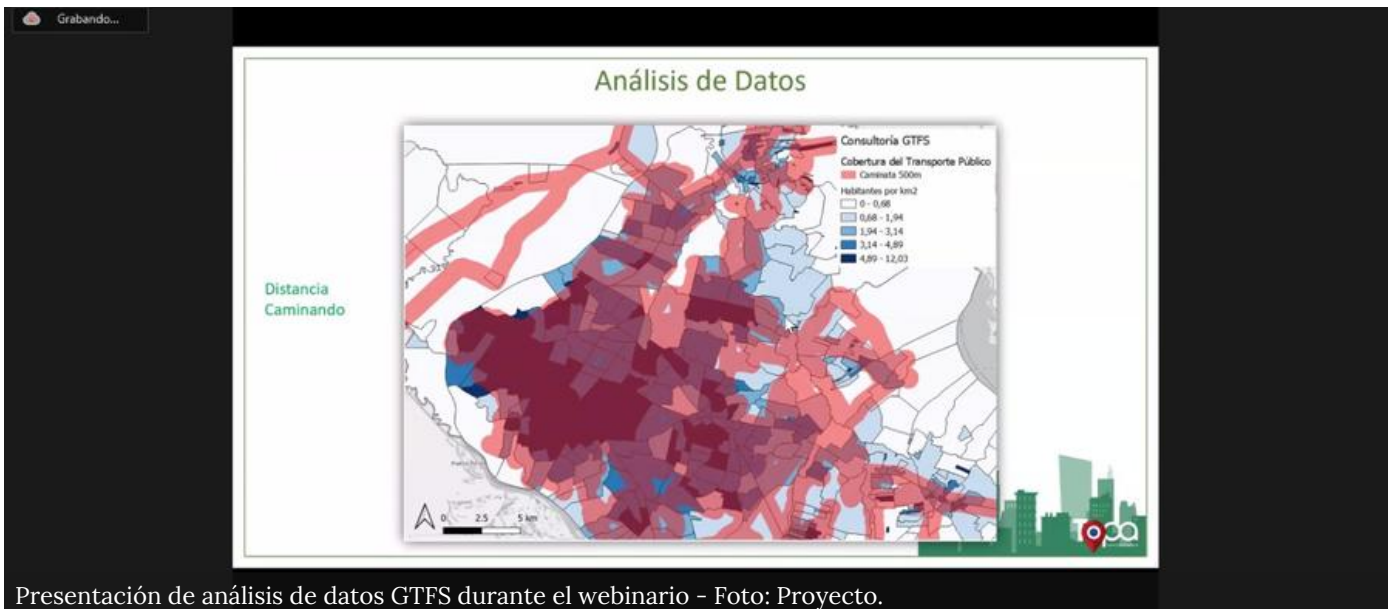 Grabando...
Análisis de Datos
Consultoría GTFS
Cobertura del Transporte Público
Caminata 500m
Habitantes por km2
0 - 0,68
0,68 - 1,94
1,94 - 3,14
3,14 - 4,89
4,89 - 12,03
Distancia
Caminando
0 2.5 5 km
Presentación de análisis de datos GTFS durante el webinario - Foto: Proyecto.